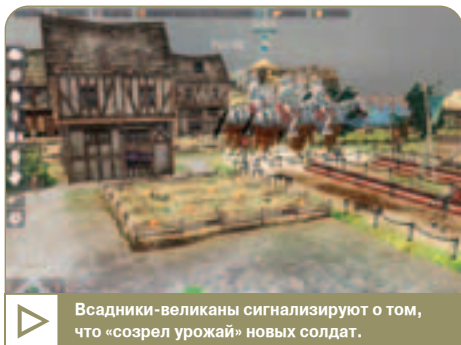 Всадники-великаны сигнализируют о том,
что «созрел урожай» новых солдат.